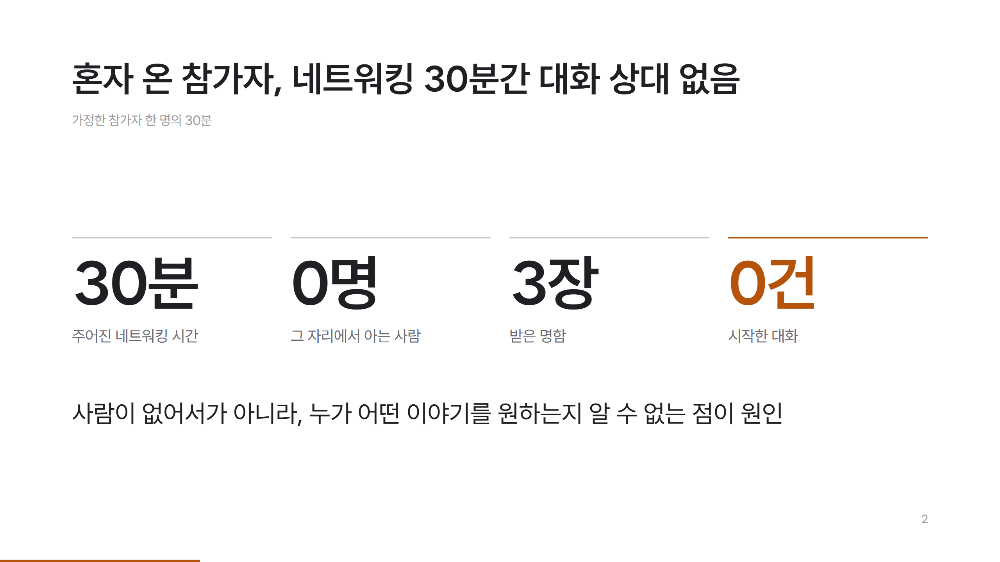 혼자 온 참가자, 네트워킹 30분간 대화 상대 없음
가정한 참가자 한 명의 30분
30분
주어진 네트워킹 시간
0명
그 자리에서 아는 사람
3장
받은 명함
0건
시작한 대화
사람이 없어서가 아니라, 누가 어떤 이야기를 원하는지 알 수 없는 점이 원인
2